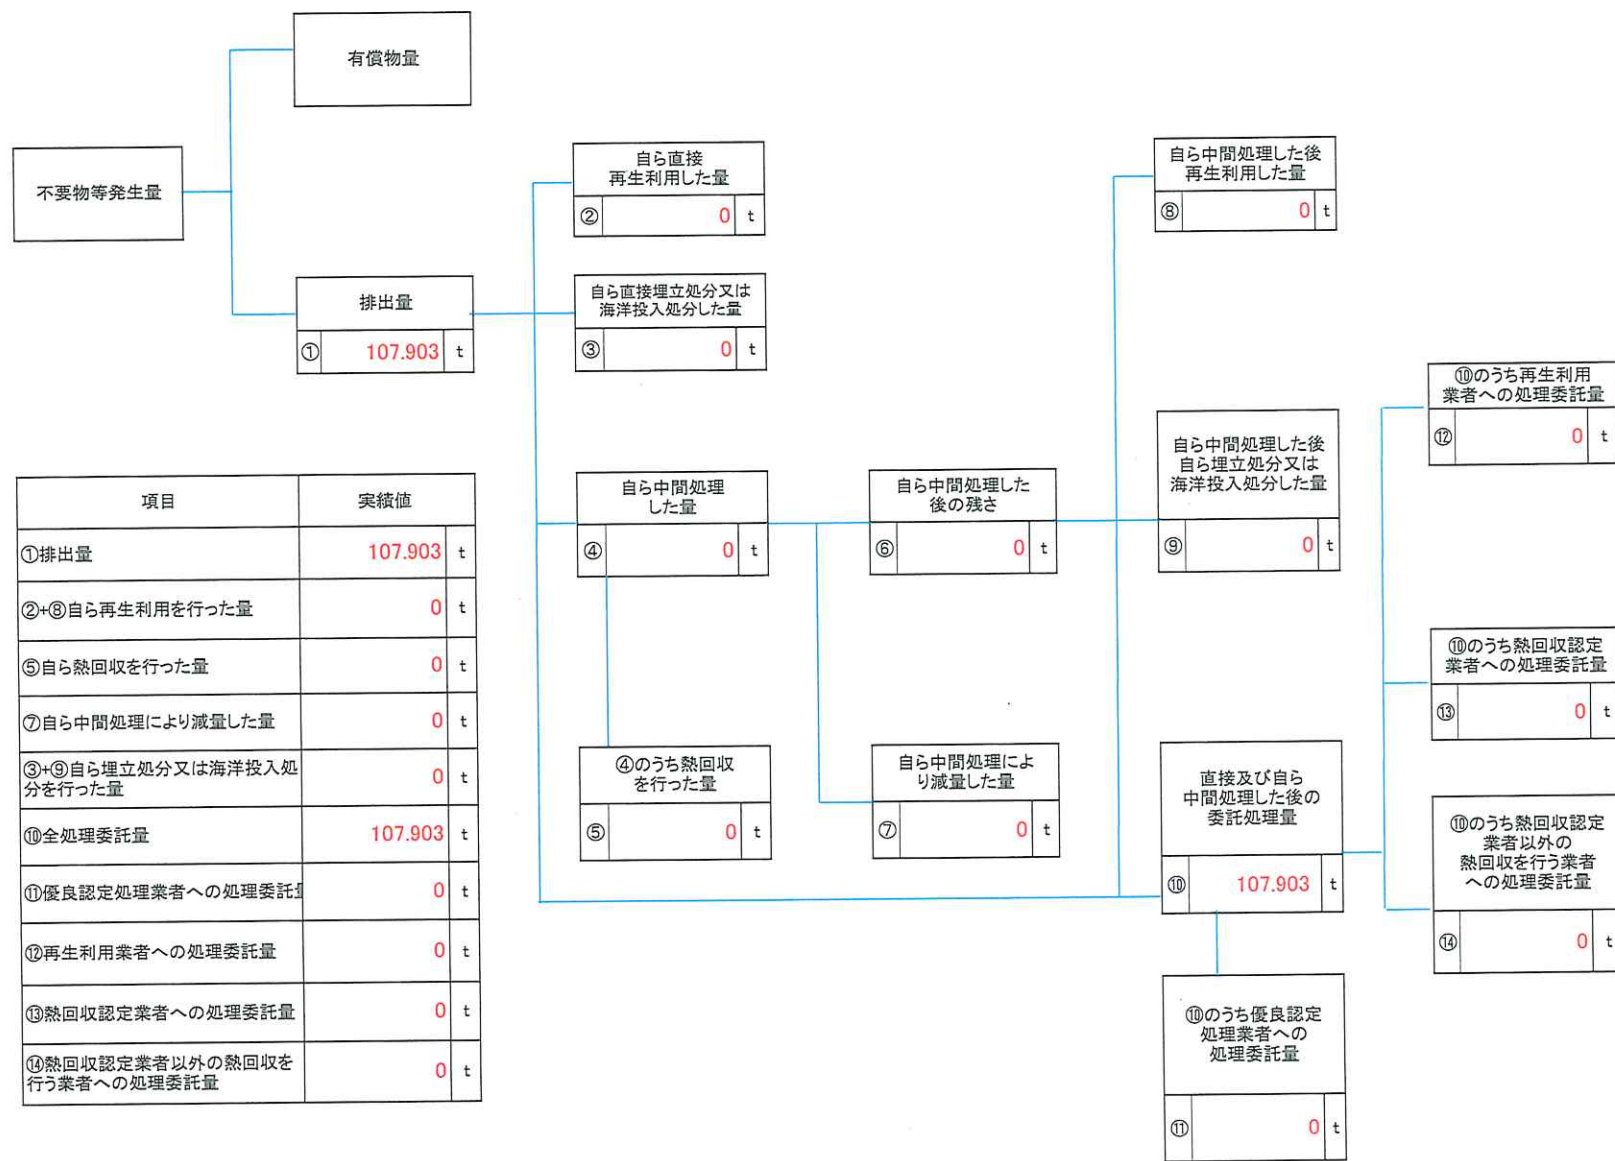 有償物量
不要物等発生量
排出量
① 107.903 t
自ら直接
再生利用した量
② 0 t
自ら直接埋立処分又は
海洋投入処分した量
③ 0 t
自ら中間処理
した量
④ 0 t
④のうち熱回収
を行った量
⑤ 0 t
自ら中間処理した
後の残さ
⑥ 0 t
自ら中間処理によ
り減量した量
⑦ 0 t
自ら中間処理した後
再生利用した量
⑧ 0 t
自ら中間処理した後
自ら埋立処分又は
海洋投入処分した量
⑨ 0 t
直接及び自ら
中間処理した後の
委託処理量
⑩ 107.903 t
⑩のうち優良認定
処理業者への
処理委託量
⑪ 0 t
⑩のうち再生利用
業者への処理委託量
⑫ 0 t
⑩のうち熱回収認定
業者への処理委託量
⑬ 0 t
⑩のうち熱回収認定
業者以外の
熱回収を行う業者
への処理委託量
⑭ 0 t
項目 実績値
①排出量 107.903 t
②+⑧自ら再生利用を行った量 0 t
⑤自ら熱回収を行った量 0 t
⑦自ら中間処理により減量した量 0 t
③+⑨自ら埋立処分又は海洋投入処
分を行った量 0 t
⑩全処理委託量 107.903 t
⑪優良認定処理業者への処理委託 0 t
⑫再生利用業者への処理委託量 0 t
⑬熱回収認定業者への処理委託量 0 t
⑭熱回収認定業者以外の熱回収を
行う業者への処理委託量 0 t